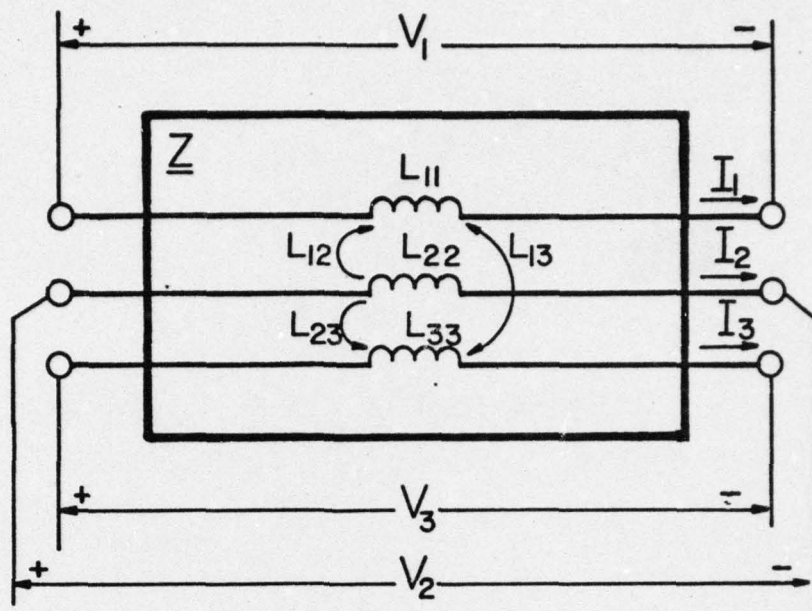 + V₁ −
Z
L₁₁
I₁
L₁₂ L₂₂ L₁₃
I₂
L₂₃ L₃₃
I₃
+ V₃ −
+ V₂ −